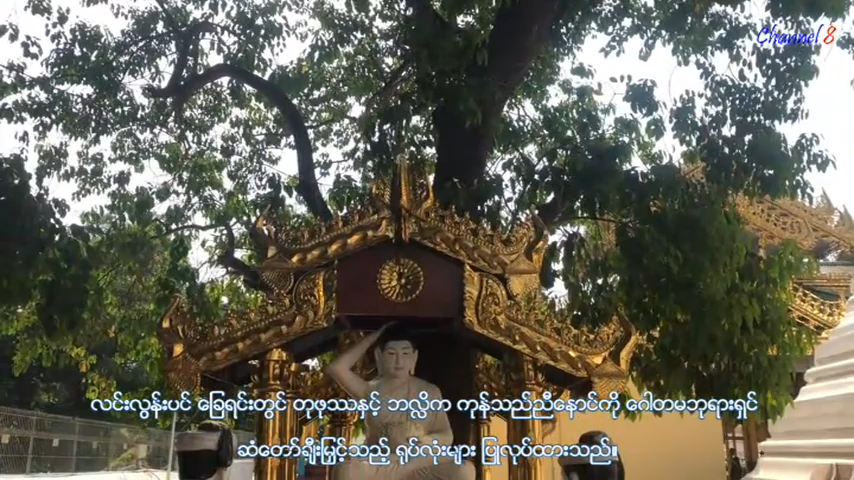 Channel 8
လင်းလွန်းပင် ခြေရင်းတွင် တုဖုဿနှင့် ဘလ္လိက ကုန်သည်ညီနောင်ကို ဂေါတမဘုရားရှင်
ဆံတော်ချီးမြှင့်သည့် ရုပ်လုံးများ ပြုလုပ်ထားသည်။